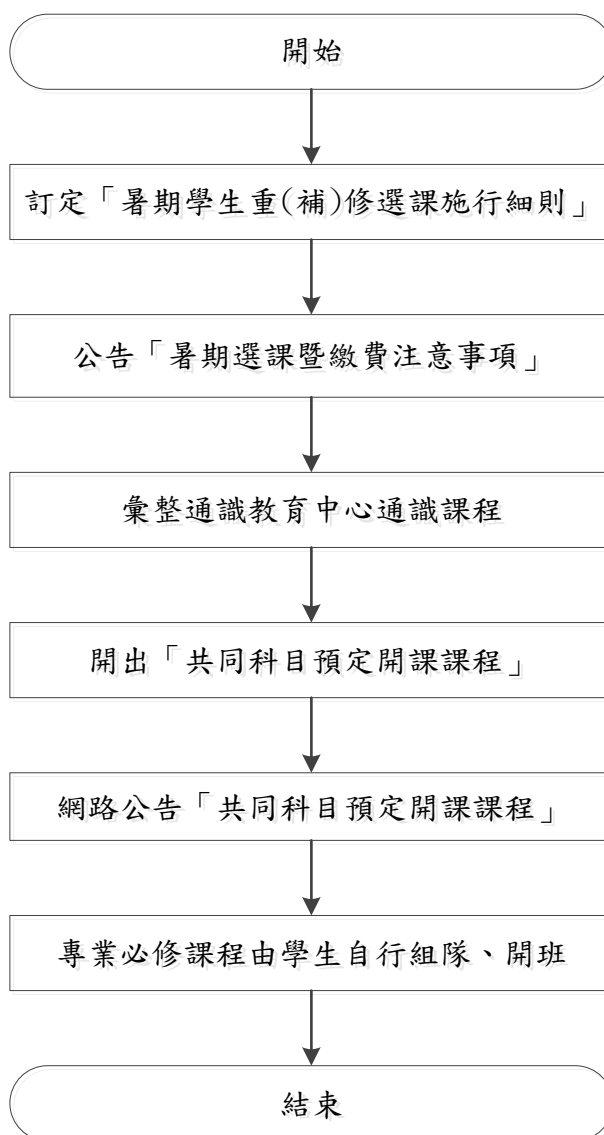 開始
訂定「暑期學生重(補)修選課施行細則」
公告「暑期選課暨繳費注意事項」
彙整通識教育中心通識課程
開出「共同科目預定開課課程」
網路公告「共同科目預定開課課程」
專業必修課程由學生自行組隊、開班
結束